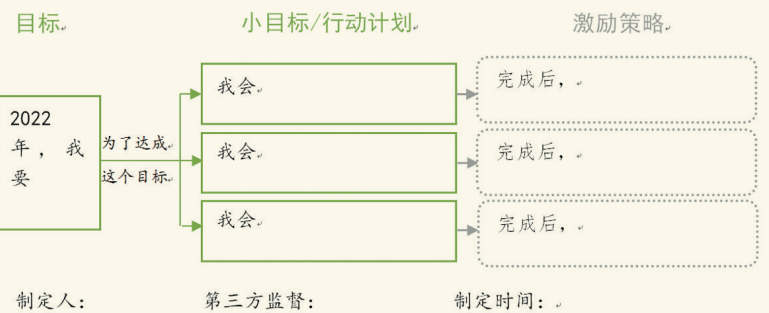 目标
小目标/行动计划
激励策略
2022
年，我
要
为了达成
这个目标
我会
完成后，
我会
完成后，
我会
完成后，
制定人：
第三方监督：
制定时间：